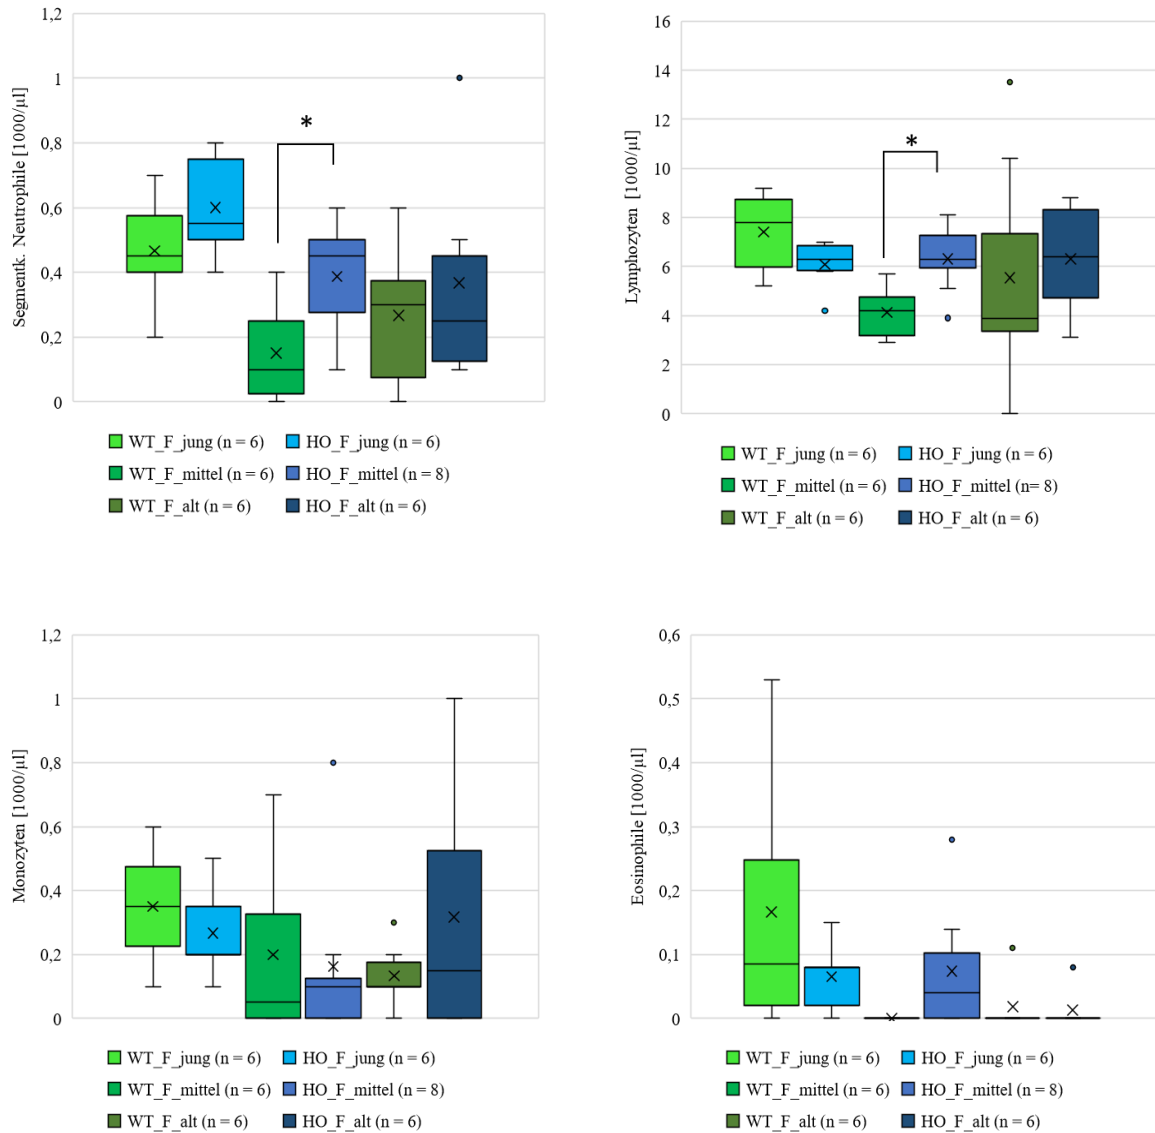 1,2
1
0,8
0,6
0,4
0,2
0
Segmentk. Neutrophile [1000/µl]
*
WT_F_jung (n = 6) HO_F_jung (n = 6)
WT_F_mittel (n = 6) HO_F_mittel (n = 8)
WT_F_alt (n = 6) HO_F_alt (n = 6)
16
14
12
10
8
6
4
2
0
Lymphozyten [1000/µl]
*
WT_F_jung (n = 6) HO_F_jung (n = 6)
WT_F_mittel (n = 6) HO_F_mittel (n= 8)
WT_F_alt (n = 6) HO_F_alt (n = 6)
1,2
1
0,8
0,6
0,4
0,2
0
Monozyten [1000/µl]
WT_F_jung (n = 6) HO_F_jung (n = 6)
WT_F_mittel (n = 6) HO_F_mittel (n = 8)
WT_F_alt (n = 6) HO_F_alt (n = 6)
0,6
0,5
0,4
0,3
0,2
0,1
0
Eosinophile [1000/µl]
WT_F_jung (n = 6) HO_F_jung (n = 6)
WT_F_mittel (n = 6) HO_F_mittel (n = 8)
WT_F_alt (n = 6) HO_F_alt (n = 6)